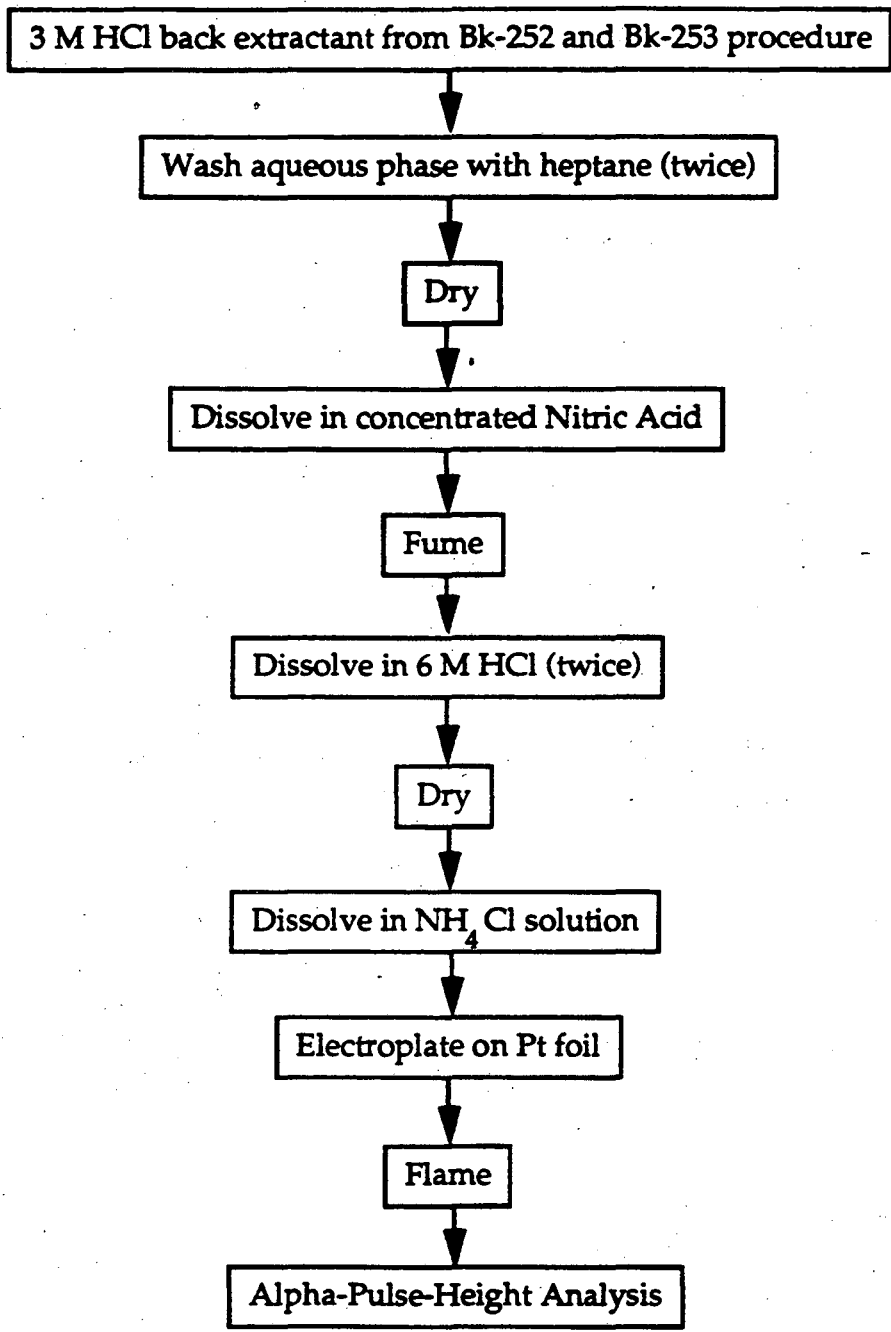 3 M HCl back extractant from Bk-252 and Bk-253 procedure
Wash aqueous phase with heptane (twice)
Dry
Dissolve in concentrated Nitric Acid
Fume
Dissolve in 6 M HCl (twice)
Dry
Dissolve in NH4 Cl solution
Electroplate on Pt foil
Flame
Alpha-Pulse-Height Analysis